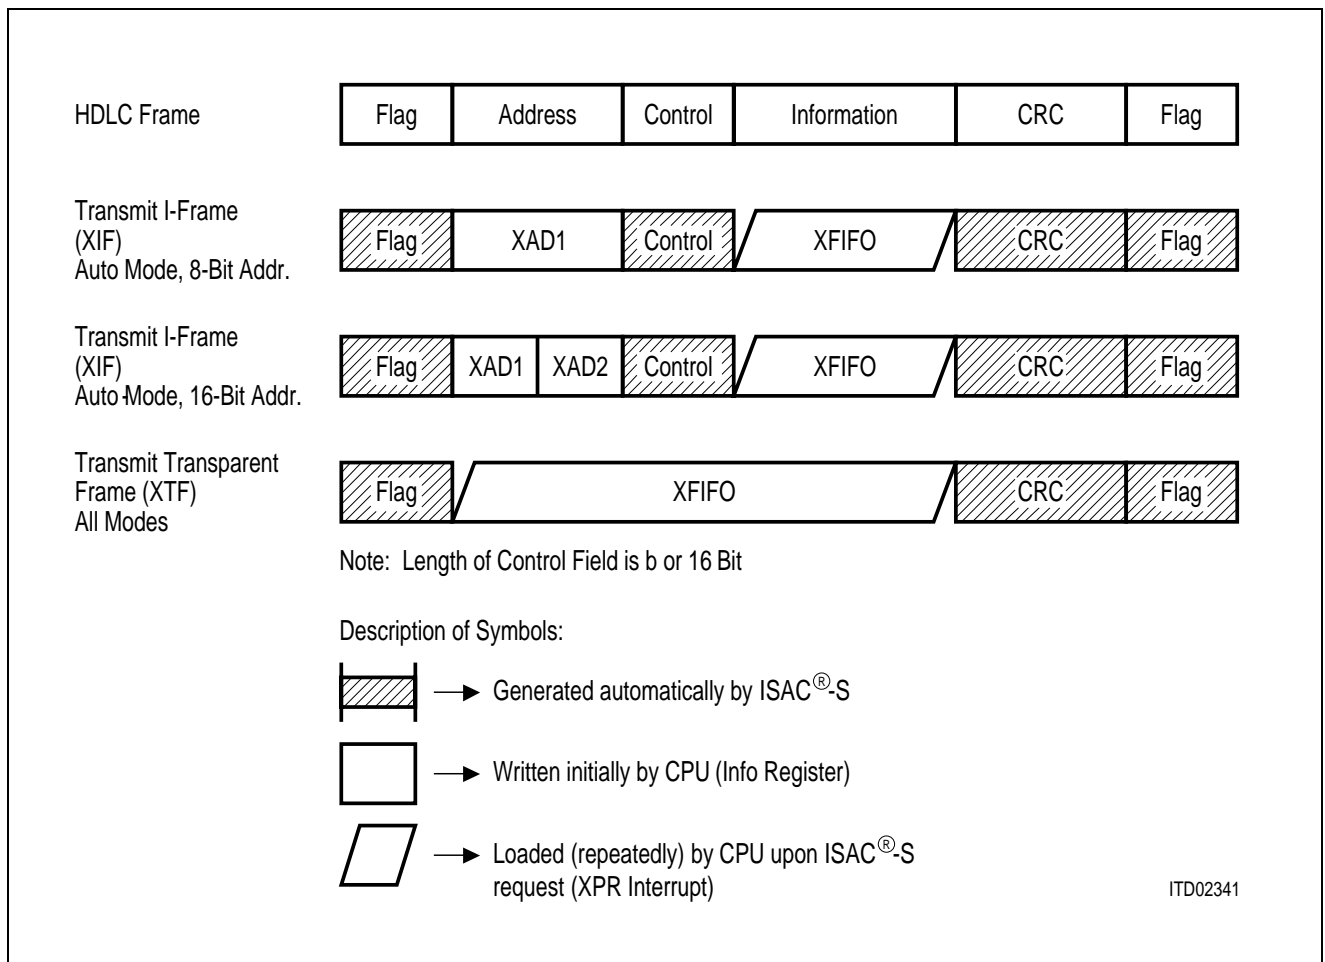 HDLC Frame Flag Address Control Information CRC Flag
Transmit I-Frame
(XIF)
Auto Mode, 8-Bit Addr.
Flag XAD1 Control XFIFO CRC Flag
Transmit I-Frame
(XIF)
Auto-Mode, 16-Bit Addr.
Flag XAD1 XAD2 Control XFIFO CRC Flag
Transmit Transparent
Frame (XTF)
All Modes
Flag XFIFO CRC Flag
Note: Length of Control Field is b or 16 Bit
Description of Symbols:
Generated automatically by ISAC®-S
Written initially by CPU (Info Register)
Loaded (repeatedly) by CPU upon ISAC®-S
request (XPR Interrupt)
ITD02341